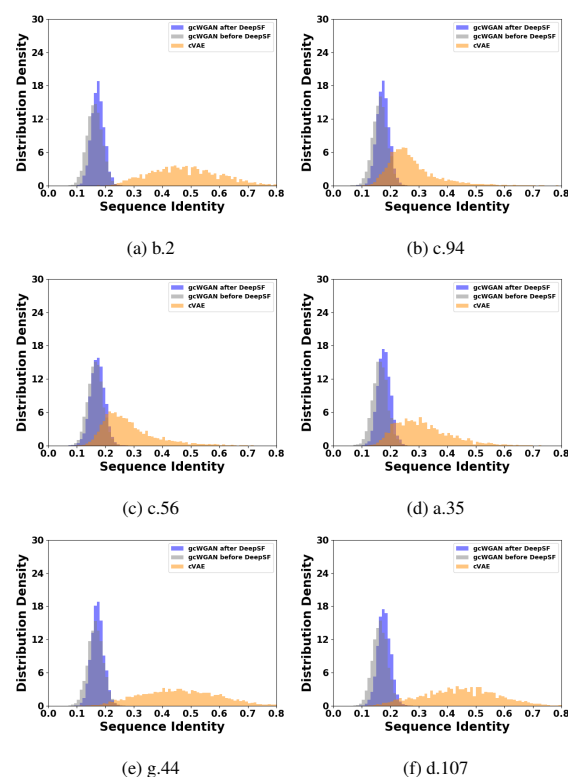 30
24
18
12
6
0
Distribution Density
gcWGAN after DeepSF
gcWGAN before DeepSF
cVAE
0.0 0.1 0.2 0.3 0.4 0.5 0.6 0.7 0.8
Sequence Identity
(a) b.2
30
24
18
12
6
0
Distribution Density
gcWGAN after DeepSF
gcWGAN before DeepSF
cVAE
0.0 0.1 0.2 0.3 0.4 0.5 0.6 0.7 0.8
Sequence Identity
(b) c.94
30
24
18
12
6
0
Distribution Density
gcWGAN after DeepSF
gcWGAN before DeepSF
cVAE
0.0 0.1 0.2 0.3 0.4 0.5 0.6 0.7 0.8
Sequence Identity
(c) c.56
30
24
18
12
6
0
Distribution Density
gcWGAN after DeepSF
gcWGAN before DeepSF
cVAE
0.0 0.1 0.2 0.3 0.4 0.5 0.6 0.7 0.8
Sequence Identity
(d) a.35
30
24
18
12
6
0
Distribution Density
gcWGAN after DeepSF
gcWGAN before DeepSF
cVAE
0.0 0.1 0.2 0.3 0.4 0.5 0.6 0.7 0.8
Sequence Identity
(e) g.44
30
24
18
12
6
0
Distribution Density
gcWGAN after DeepSF
gcWGAN before DeepSF
cVAE
0.0 0.1 0.2 0.3 0.4 0.5 0.6 0.7 0.8
Sequence Identity
(f) d.107